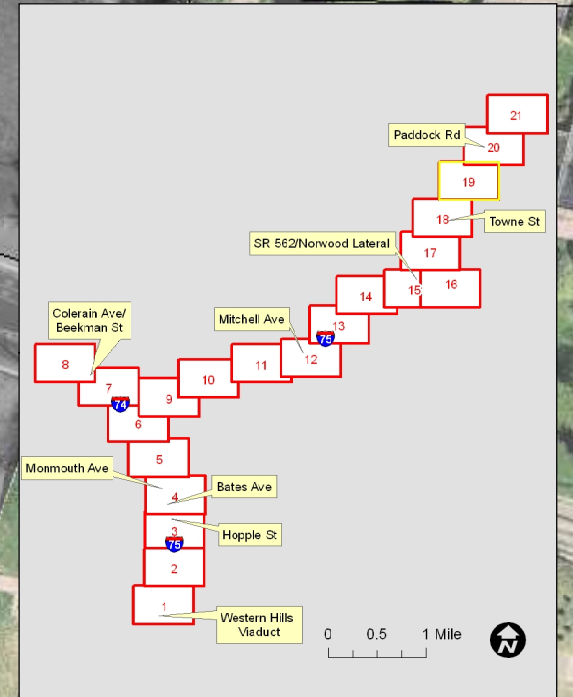 21
Paddock Rd
20
19
18
Towne St
SR 562/Norwood Lateral
17
15
16
14
Colerain Ave/
Beekman St
Mitchell Ave
13
75
8
12
11
7
10
74
9
6
5
Monmouth Ave
4
Bates Ave
3
Hopple St
75
2
1
Western Hills
Viaduct
0 0.5 1 Mile
N